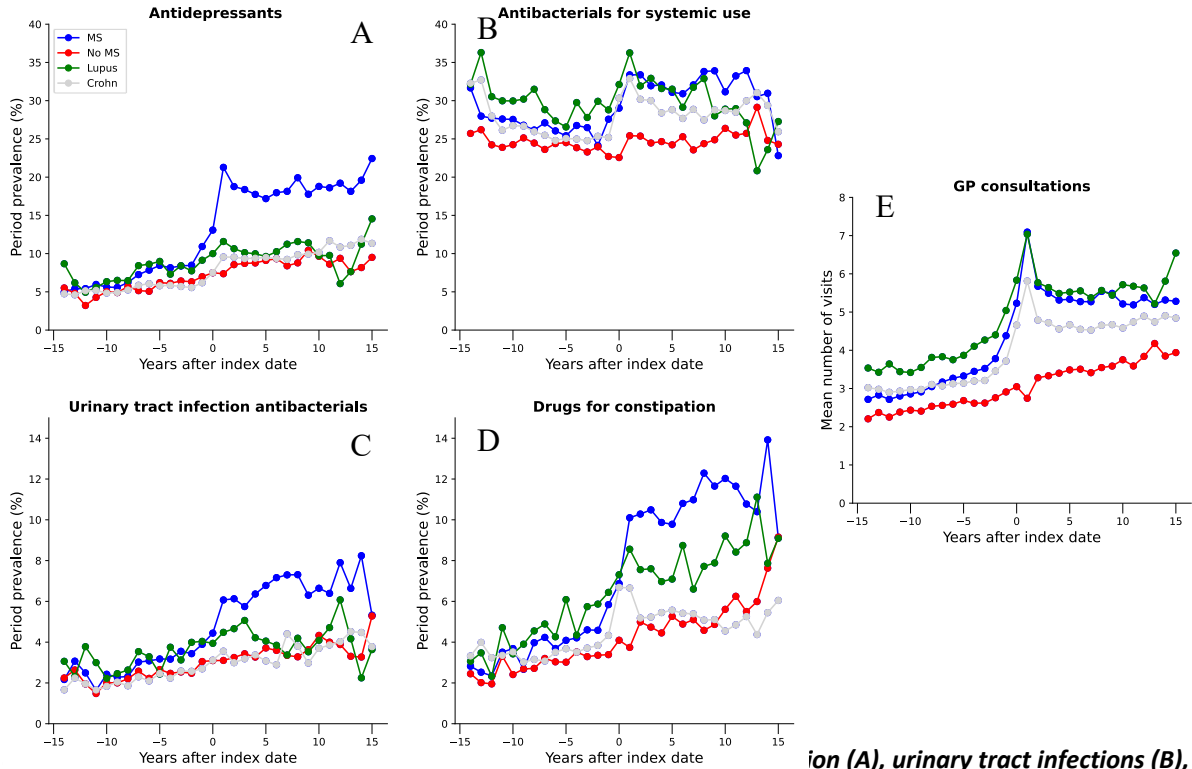 Antidepressants
A
MS
No MS
Lupus
Crohn
Period prevalence (%)
40
35
30
25
20
15
10
5
0
−15 −10 −5 0 5 10 15
Years after index date
Antibacterials for systemic use
B
Period prevalence (%)
40
35
30
25
20
15
10
5
0
−15 −10 −5 0 5 10 15
Years after index date
GP consultations
E
Mean number of visits
8
7
6
5
4
3
2
1
0
−15 −10 −5 0 5 10 15
Years after index date
Urinary tract infection antibacterials
C
Period prevalence (%)
14
12
10
8
6
4
2
0
−15 −10 −5 0 5 10 15
Years after index date
Drugs for constipation
D
Period prevalence (%)
14
12
10
8
6
4
2
0
−15 −10 −5 0 5 10 15
Years after index date
ion (A), urinary tract infections (B),